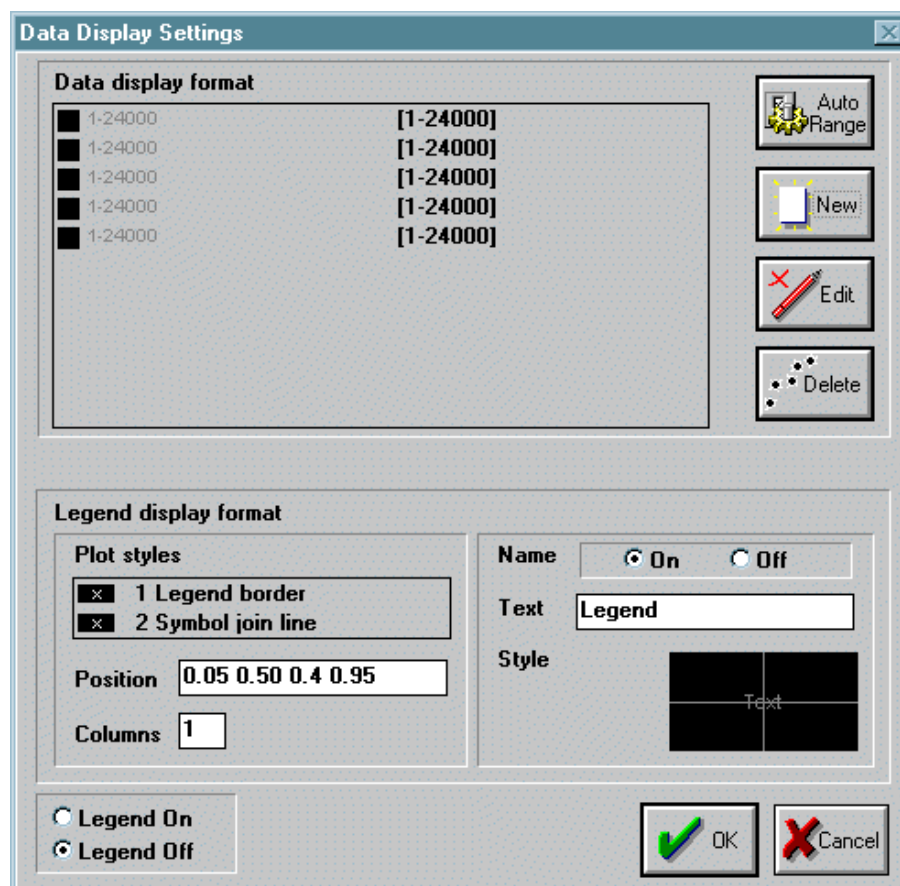 Data Display Settings
Data display format
1-24000 [1-24000]
1-24000 [1-24000]
1-24000 [1-24000]
1-24000 [1-24000]
1-24000 [1-24000]
Auto
Range
New
Edit
Delete
Legend display format
Plot styles
1 Legend border
2 Symbol join line
Position 0.05 0.50 0.4 0.95
Columns 1
Name On Off
Text Legend
Style
Text
Legend On
Legend Off
OK
Cancel